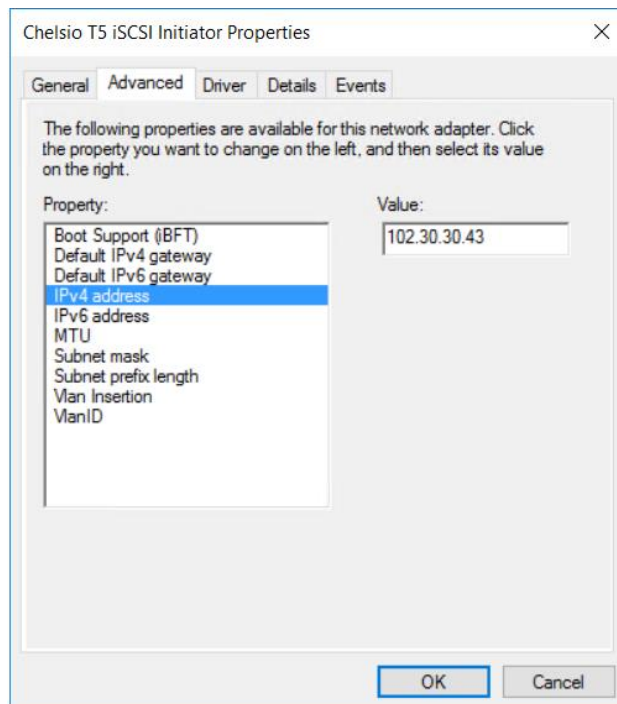 Chelsio T5 iSCSI Initiator Properties
General Advanced Driver Details Events
The following properties are available for this network adapter. Click
the property you want to change on the left, and then select its value
on the right.
Property: Value:
Boot Support (iBFT) 102.30.30.43
Default IPv4 gateway
Default IPv6 gateway
IPv4 address
IPv6 address
MTU
Subnet mask
Subnet prefix length
Vlan Insertion
VlanID
OK Cancel